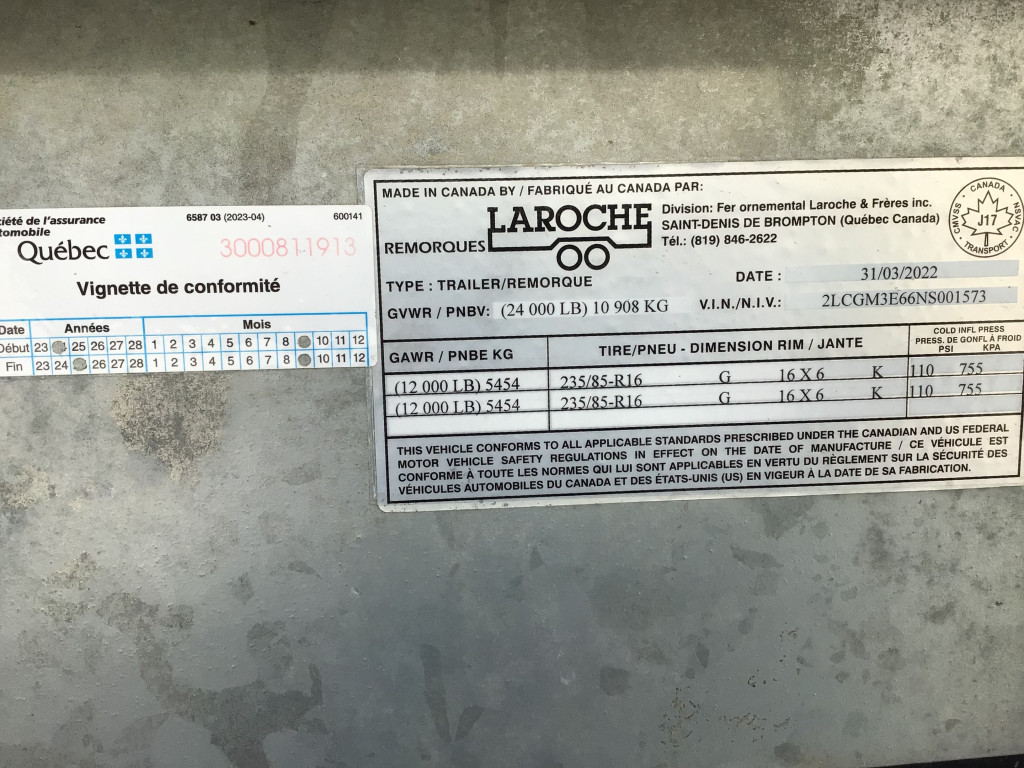 ciété de l'assurance
tomobile
6587 03 (2023-04)
600141
Québec
300081-1913
Vignette de conformité
Date Années Mois
Début 23 25 26 27 28 1 2 3 4 5 6 7 8 10 11 12
Fin 23 24 26 27 28 1 2 3 4 5 6 7 8 10 11 12
MADE IN CANADA BY / FABRIQUÉ AU CANADA PAR:
REMORQUES LAROCHE
Division: Fer ornemental Laroche & Frères inc.
SAINT-DENIS DE BROMPTON (Québec Canada)
Tél.: (819) 846-2622
CANADA
CMVSS J17 NSVAC
TRANSPORT
TYPE : TRAILER/REMORQUE
DATE : 31/03/2022
GVWR / PNBV: (24 000 LB) 10 908 KG
V.I.N./N.I.V.: 2LCGM3E66NS001573
GAWR / PNBE KG
TIRE/PNEU - DIMENSION RIM / JANTE
COLD INFL PRESS
PRESS. DE GONFL À FROID
PSI KPA
(12 000 LB) 5454 235/85-R16 G 16 X 6 K 110 755
(12 000 LB) 5454 235/85-R16 G 16 X 6 K 110 755
THIS VEHICLE CONFORMS TO ALL APPLICABLE STANDARDS PRESCRIBED UNDER THE CANADIAN AND US FEDERAL
MOTOR VEHICLE SAFETY REGULATIONS IN EFFECT ON THE DATE OF MANUFACTURE / CE VÉHICULE EST
CONFORME À TOUTE LES NORMES QUI LUI SONT APPLICABLES EN VERTU DU RÈGLEMENT SUR LA SÉCURITÉ DES
VÉHICULES AUTOMOBILES DU CANADA ET DES ÉTATS-UNIS (US) EN VIGEUR À LA DATE DE SA FABRICATION.